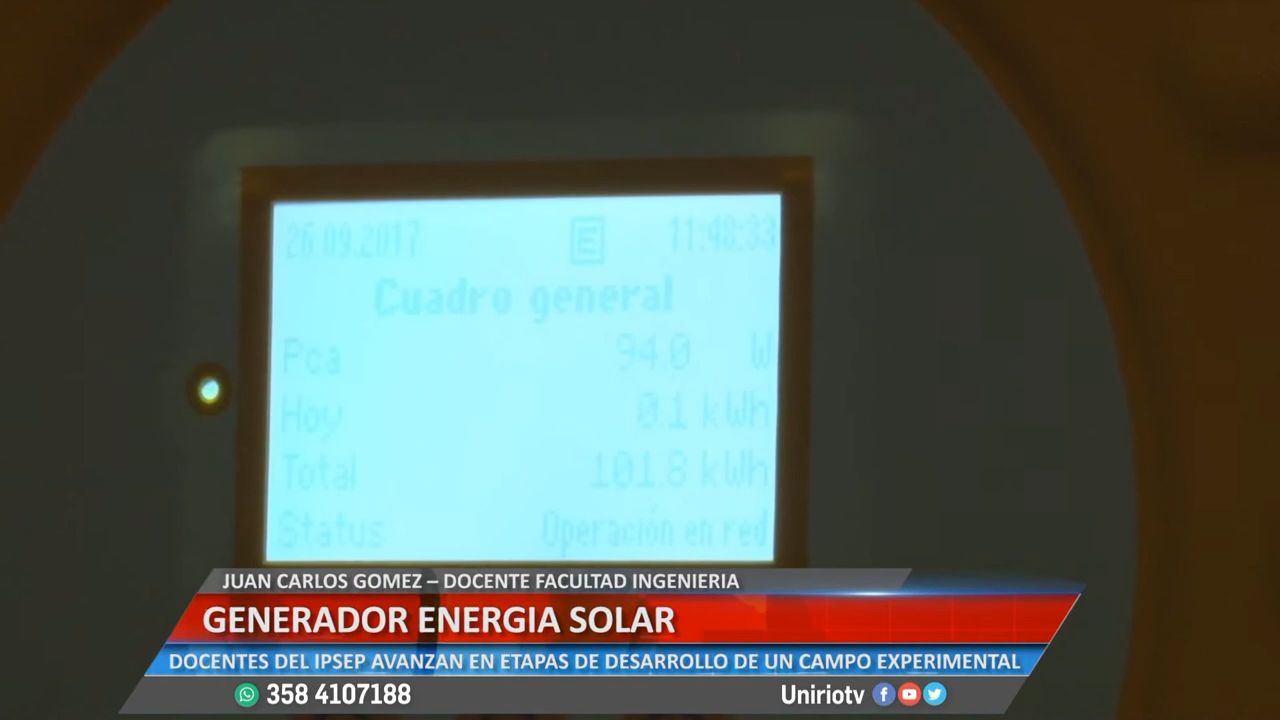 26.09.2017 E 11:48:33
Cuadro general
Pca 94.0 W
Hoy 0.1 kWh
Total 101.8 kWh
Status Operación en red
JUAN CARLOS GOMEZ – DOCENTE FACULTAD INGENIERIA
GENERADOR ENERGIA SOLAR
DOCENTES DEL IPSEP AVANZAN EN ETAPAS DE DESARROLLO DE UN CAMPO EXPERIMENTAL
358 4107188 Uniriotv